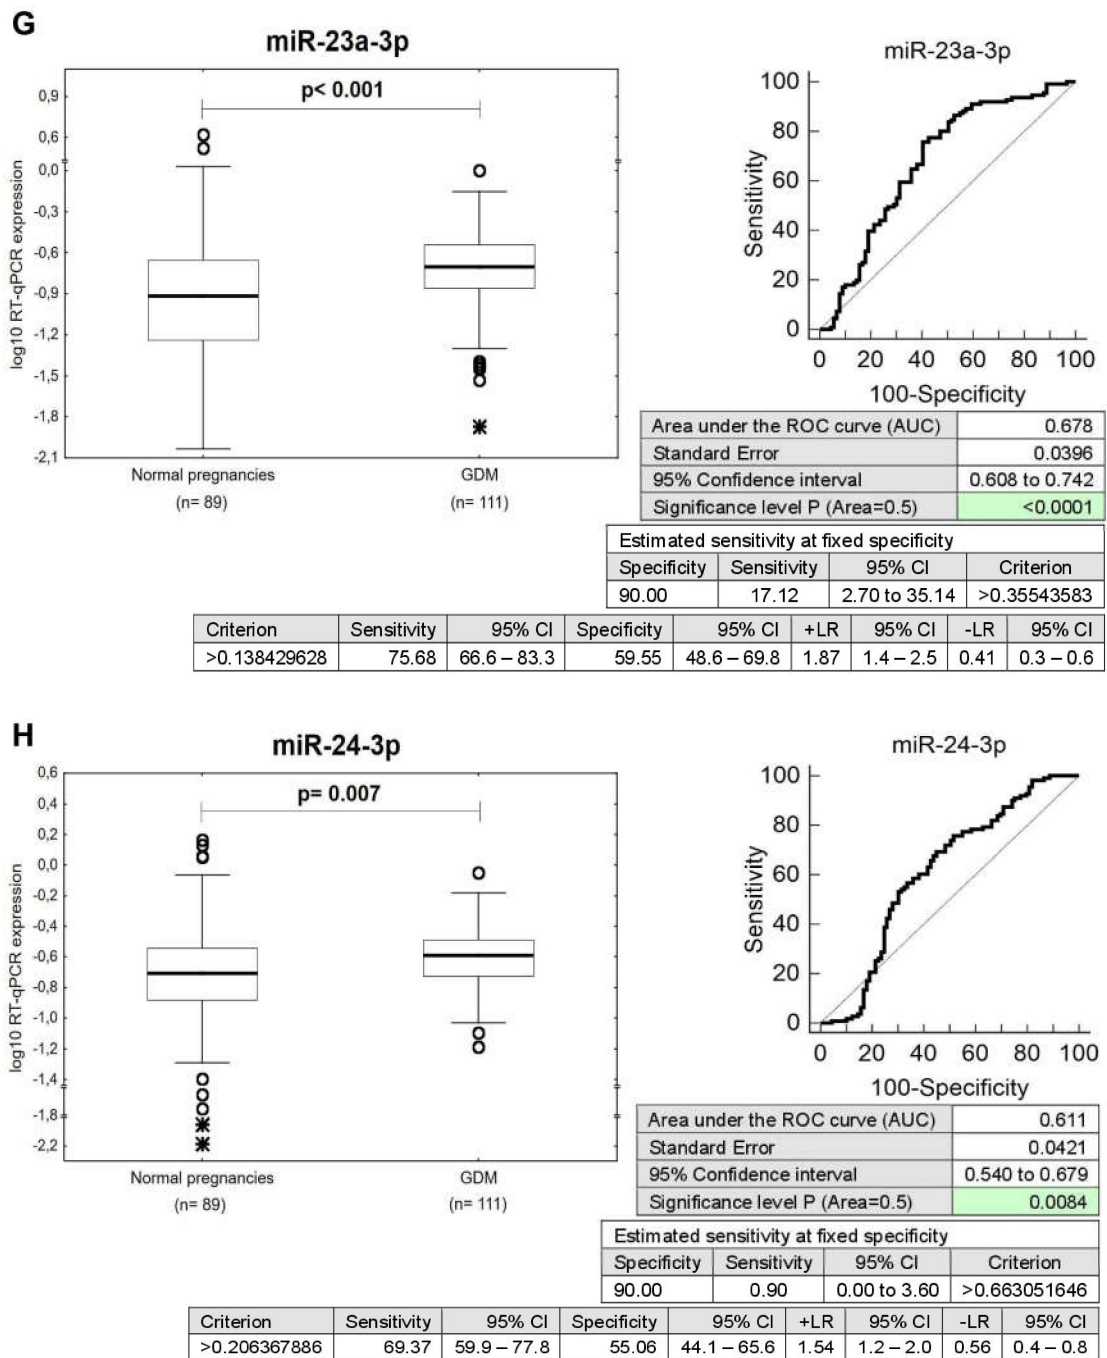 G
miR-23a-3p
p< 0.001
log10 RT-qPCR expression
0,9
0,6
0,0
-0,3
-0,6
-0,9
-1,2
-1,5
-1,8
-2,1
Normal pregnancies
(n= 89)
GDM
(n= 111)
miR-23a-3p
Sensitivity
100
80
60
40
20
0
0 20 40 60 80 100
100-Specificity
Area under the ROC curve (AUC) 0.678
Standard Error 0.0396
95% Confidence interval 0.608 to 0.742
Significance level P (Area=0.5) <0.0001
Estimated sensitivity at fixed specificity
Specificity Sensitivity 95% CI Criterion
90.00 17.12 2.70 to 35.14 >0.35543583
Criterion Sensitivity 95% CI Specificity 95% CI +LR 95% CI -LR 95% CI
>0.138429628 75.68 66.6 – 83.3 59.55 48.6 – 69.8 1.87 1.4 – 2.5 0.41 0.3 – 0.6
H
miR-24-3p
p= 0.007
log10 RT-qPCR expression
0,6
0,4
0,2
0,0
-0,2
-0,4
-0,6
-0,8
-1,0
-1,2
-1,4
-1,8
-2,2
Normal pregnancies
(n= 89)
GDM
(n= 111)
miR-24-3p
Sensitivity
100
80
60
40
20
0
0 20 40 60 80 100
100-Specificity
Area under the ROC curve (AUC) 0.611
Standard Error 0.0421
95% Confidence interval 0.540 to 0.679
Significance level P (Area=0.5) 0.0084
Estimated sensitivity at fixed specificity
Specificity Sensitivity 95% CI Criterion
90.00 0.90 0.00 to 3.60 >0.663051646
Criterion Sensitivity 95% CI Specificity 95% CI +LR 95% CI -LR 95% CI
>0.206367886 69.37 59.9 – 77.8 55.06 44.1 – 65.6 1.54 1.2 – 2.0 0.56 0.4 – 0.8